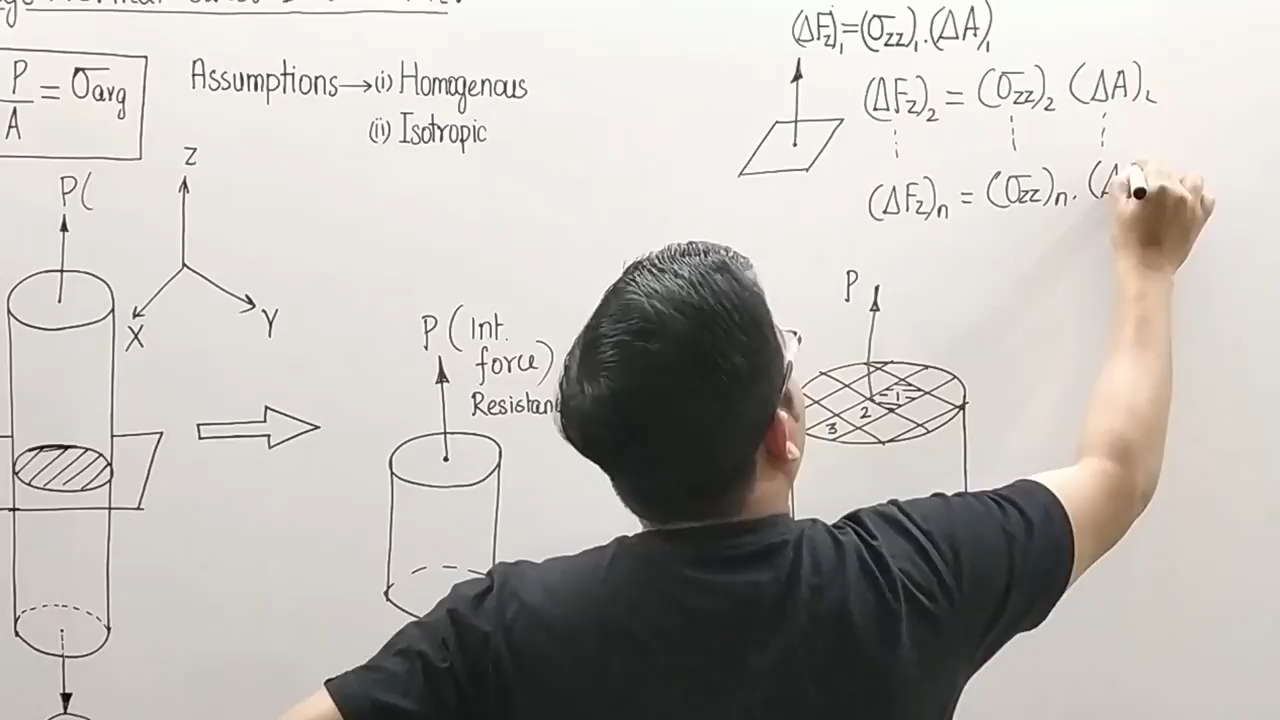 P/A = σavg
Assumptions → (i) Homogenous
(ii) Isotropic
(ΔFz)₁ = (σzz)₁ . (ΔA)₁
(ΔFz)₂ = (σzz)₂ (ΔA)₂
(ΔFz)n = (σzz)n . (Δ
Z
X
Y
P(
P ( Int.
force)
P
1
2
3